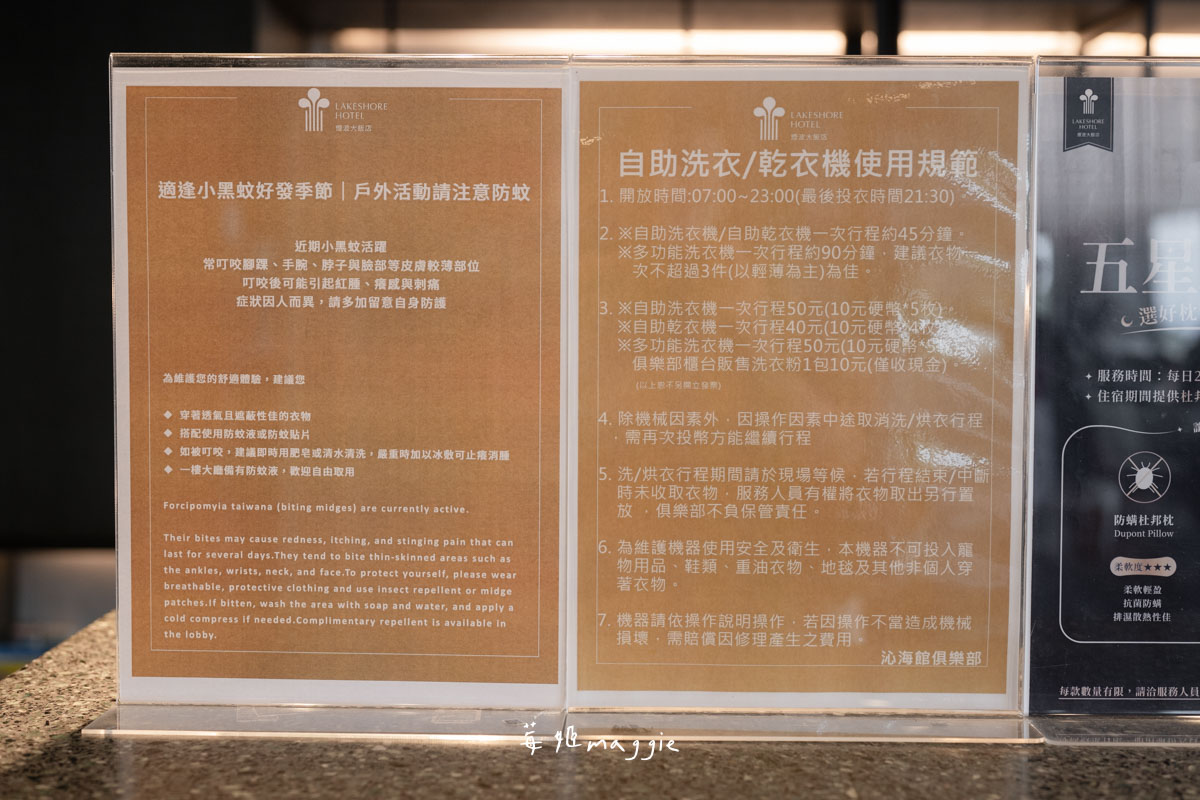 LAKESHORE
HOTEL
煙波大飯店
適逢小黑蚊好發季節｜戶外活動請注意防蚊
近期小黑蚊活躍
常叮咬腳踝、手腕、脖子與臉部等皮膚較薄部位
叮咬後可能引起紅腫、癢感與刺痛
症狀因人而異，請多加留意自身防護
為維護您的舒適體驗，建議您
◆ 穿著透氣且遮蔽性佳的衣物
◆ 搭配使用防蚊液或防蚊貼片
◆ 如被叮咬，建議即時用肥皂或清水清洗，嚴重時加以冰敷可止癢消腫
◆ 一樓大廳備有防蚊液，歡迎自由取用
Forcipomyia taiwana (biting midges) are currently active.
Their bites may cause redness, itching, and stinging pain that can
last for several days.They tend to bite thin-skinned areas such as
the ankles, wrists, neck, and face.To protect yourself, please wear
breathable, protective clothing and use insect repellent or midge
patches.If bitten, wash the area with soap and water, and apply a
cold compress if needed.Complimentary repellent is available in
the lobby.
LAKESHORE
HOTEL
煙波大飯店
自助洗衣/乾衣機使用規範
1. 開放時間:07:00~23:00(最後投衣時間21:30)。
2. ※自助洗衣機/自助乾衣機一次行程約45分鐘。
※多功能洗衣機一次行程約90分鐘，建議衣物一
次不超過3件(以輕薄為主)為佳。
3. ※自助洗衣機一次行程50元(10元硬幣*5枚)。
※自助乾衣機一次行程40元(10元硬幣*4枚)
※多功能洗衣機一次行程50元(10元硬幣*5枚)
俱樂部櫃台販售洗衣粉1包10元(僅收現金)。
(以上恕不另開立發票)
4. 除機械因素外，因操作因素中途取消洗/烘衣行程
，需再次投幣方能繼續行程
5. 洗/烘衣行程期間請於現場等候，若行程結束/中斷
時未收取衣物，服務人員有權將衣物取出另行置
放，俱樂部不負保管責任。
6. 為維護機器使用安全及衛生，本機器不可投入寵
物用品、鞋類、重油衣物、地毯及其他非個人穿
著衣物。
7. 機器請依操作說明操作，若因操作不當造成機械
損壞，需賠償因修理產生之費用。
沁海館俱樂部
LAKESHORE
HOTEL
煙波大飯店
五星
選好枕
✦ 服務時間：每日2
✦ 住宿期間提供杜邦
防螨杜邦枕
Dupont Pillow
柔軟度★★★
柔軟輕盈
抗菌防螨
排濕散熱性佳
每款數量有限，請洽服務人員
莓姬maggie